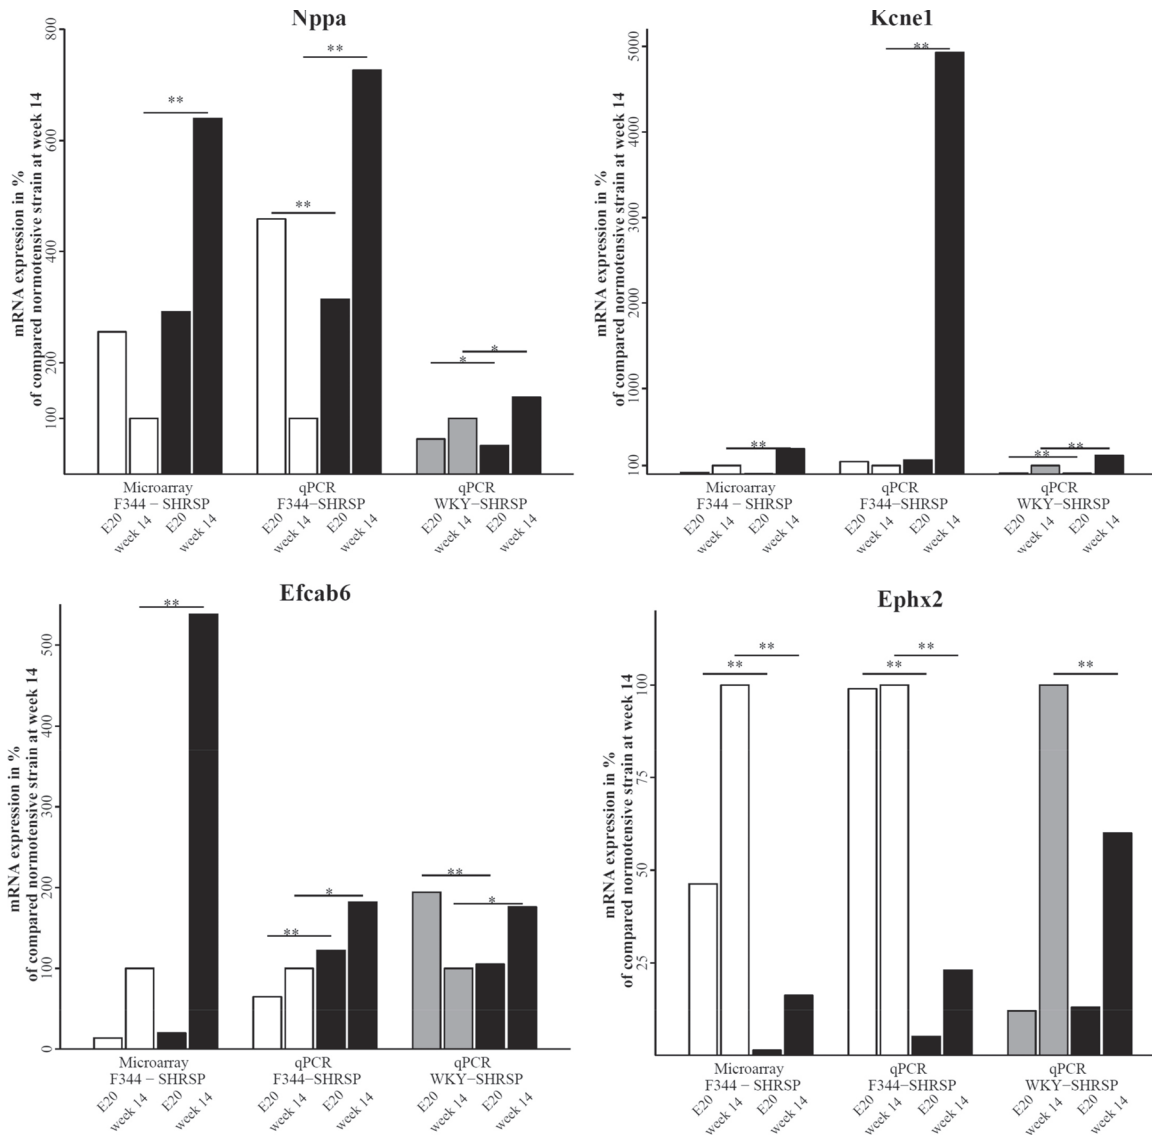 Nppa
mRNA expression in %
of compared normotensive strain at week 14
800
600
400
200
100
**
**
**
*
*
Microarray
F344 − SHRSP
qPCR
F344−SHRSP
qPCR
WKY−SHRSP
E20
week 14
E20
week 14
E20
week 14
E20
week 14
E20
week 14
E20
week 14
Kcne1
mRNA expression in %
of compared normotensive strain at week 14
5000
4000
3000
2000
1000
100
**
**
**
**
Microarray
F344 − SHRSP
qPCR
F344−SHRSP
qPCR
WKY−SHRSP
E20
week 14
E20
week 14
E20
week 14
E20
week 14
E20
week 14
E20
week 14
Efcab6
mRNA expression in %
of compared normotensive strain at week 14
500
400
300
200
100
0
**
**
*
**
*
Microarray
F344 − SHRSP
qPCR
F344−SHRSP
qPCR
WKY−SHRSP
E20
week 14
E20
week 14
E20
week 14
E20
week 14
E20
week 14
E20
week 14
Ephx2
mRNA expression in %
of compared normotensive strain at week 14
100
75
50
25
**
**
**
**
**
Microarray
F344 − SHRSP
qPCR
F344−SHRSP
qPCR
WKY−SHRSP
E20
week 14
E20
week 14
E20
week 14
E20
week 14
E20
week 14
E20
week 14